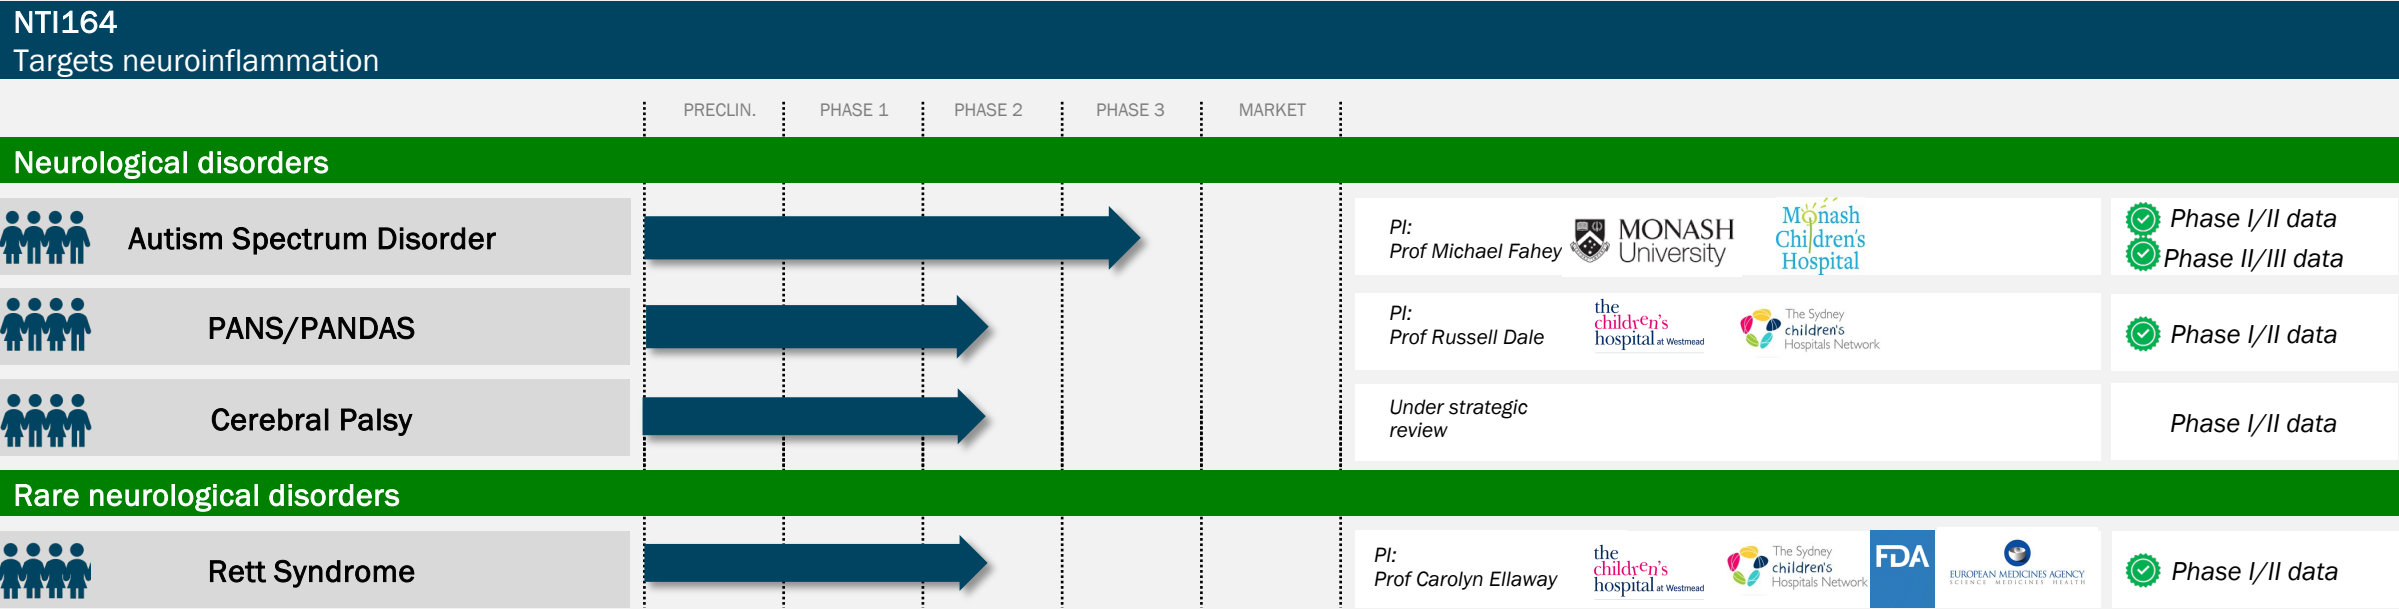 NTI164
Targets neuroinflammation
PRECLIN. PHASE 1 PHASE 2 PHASE 3 MARKET
Neurological disorders
Autism Spectrum Disorder
PI:
Prof Michael Fahey
MONASH
University
Monash
Children's
Hospital
Phase I/II data
Phase II/III data
PANS/PANDAS
PI:
Prof Russell Dale
the
children's
hospital at Westmead
The Sydney
children's
Hospitals Network
Phase I/II data
Cerebral Palsy
Under strategic
review
Phase I/II data
Rare neurological disorders
Rett Syndrome
PI:
Prof Carolyn Ellaway
the
children's
hospital at Westmead
The Sydney
children's
Hospitals Network
FDA
EUROPEAN MEDICINES AGENCY
SCIENCE MEDICINES HEALTH
Phase I/II data